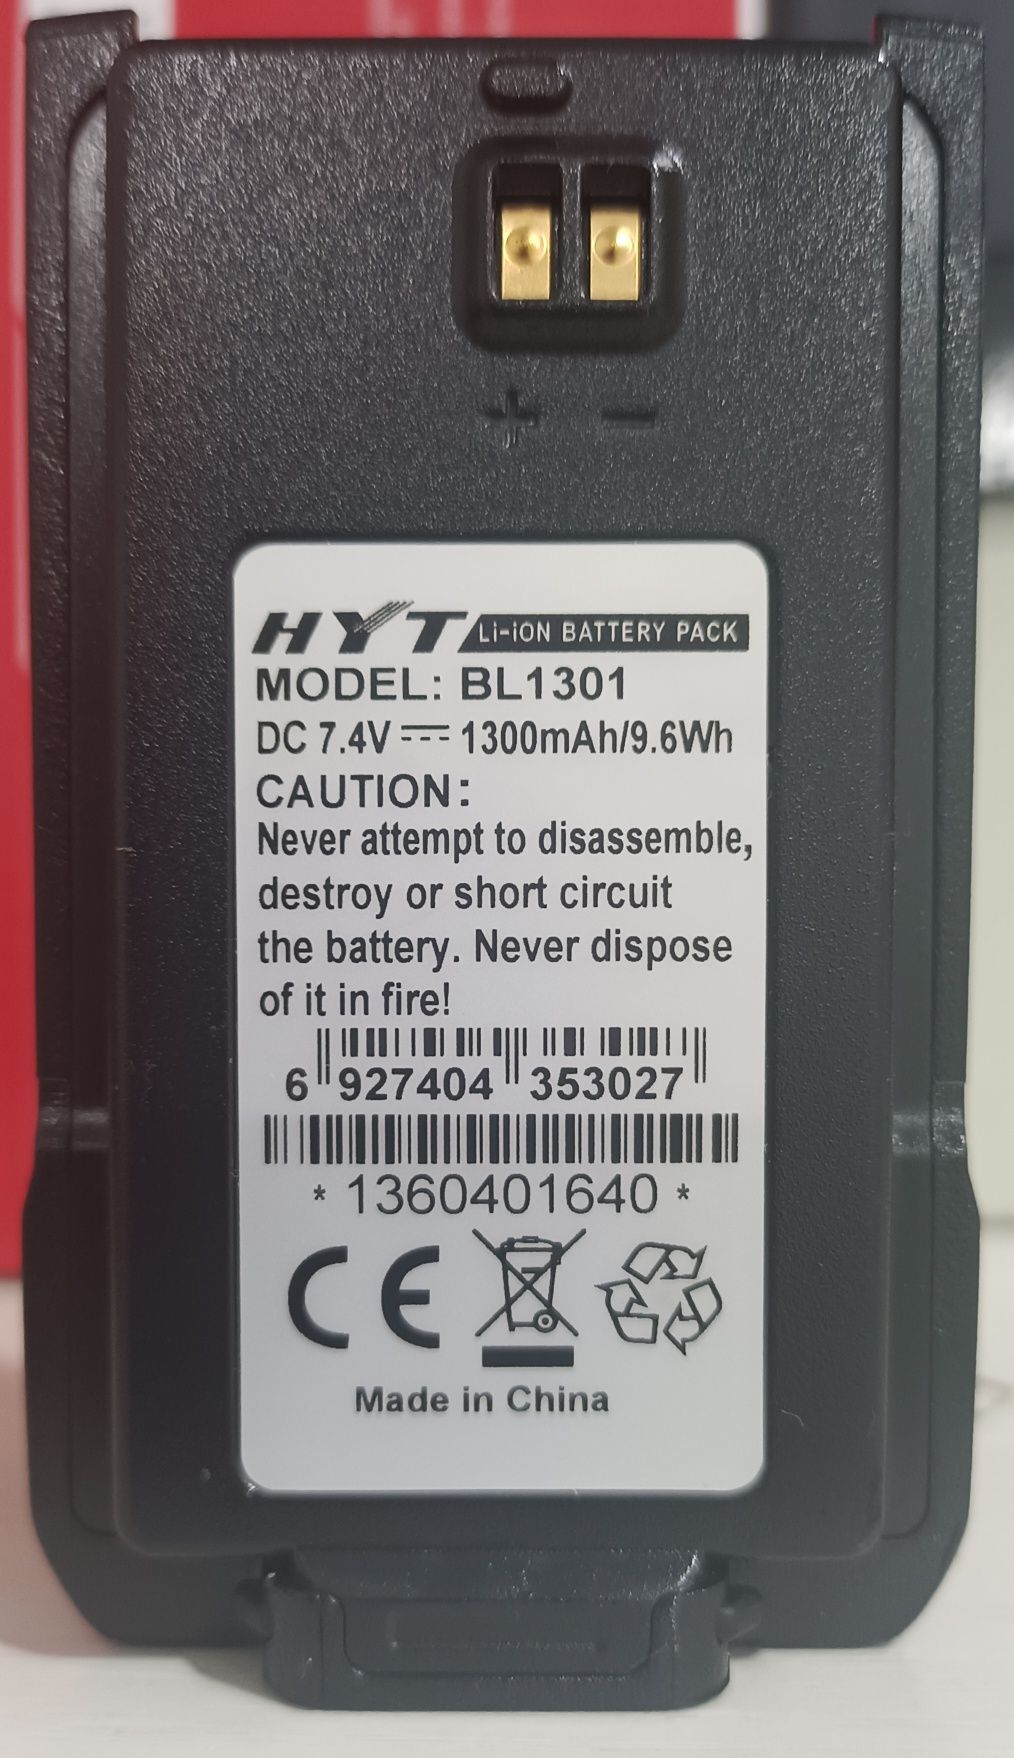 + −
HYT Li-iON BATTERY PACK
MODEL: BL1301
DC 7.4V ⎓ 1300mAh/9.6Wh
CAUTION:
Never attempt to disassemble,
destroy or short circuit
the battery. Never dispose
of it in fire!
6 927404 353027
* 1360401640 *
CE
Made in China